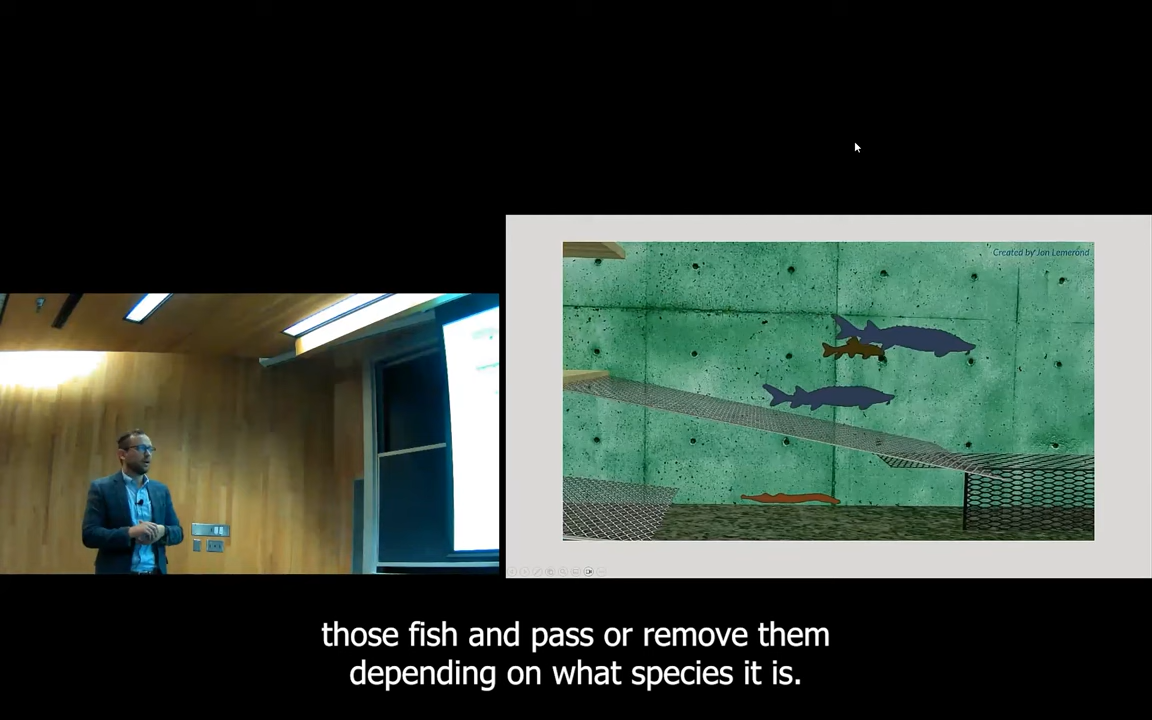 Created by Jon Lemerond
those fish and pass or remove them
depending on what species it is.